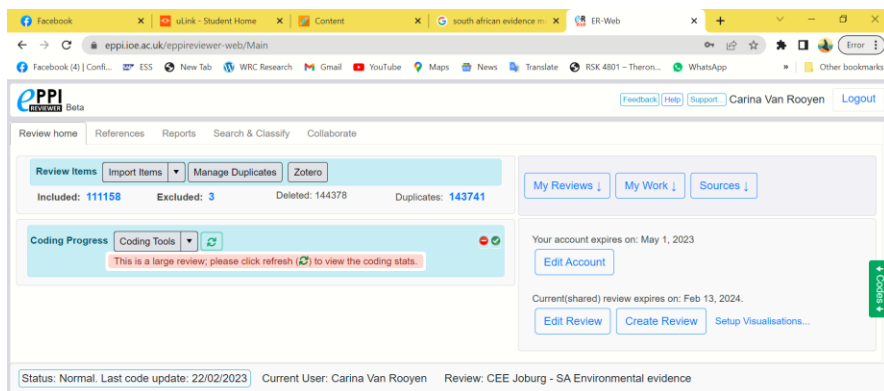 Facebook
uLink - Student Home
Content
south african evidence m
ER-Web
eppi.ioe.ac.uk/eppireviewer-web/Main
Error
Facebook (4) | Confi...
ESS
New Tab
WRC Research
Gmail
YouTube
Maps
News
Translate
RSK 4801 – Theron...
WhatsApp
»
Other bookmarks
EPPI REVIEWER Beta
Feedback Help Support... Carina Van Rooyen Logout
Review home References Reports Search & Classify Collaborate
Review Items Import Items Manage Duplicates Zotero
Included: 111158 Excluded: 3 Deleted: 144378 Duplicates: 143741
My Reviews ↓ My Work ↓ Sources ↓
Coding Progress Coding Tools
This is a large review; please click refresh ( ) to view the coding stats.
Your account expires on: May 1, 2023
Edit Account
Current(shared) review expires on: Feb 13, 2024.
Edit Review Create Review Setup Visualisations...
Codes
Status: Normal. Last code update: 22/02/2023 Current User: Carina Van Rooyen Review: CEE Joburg - SA Environmental evidence